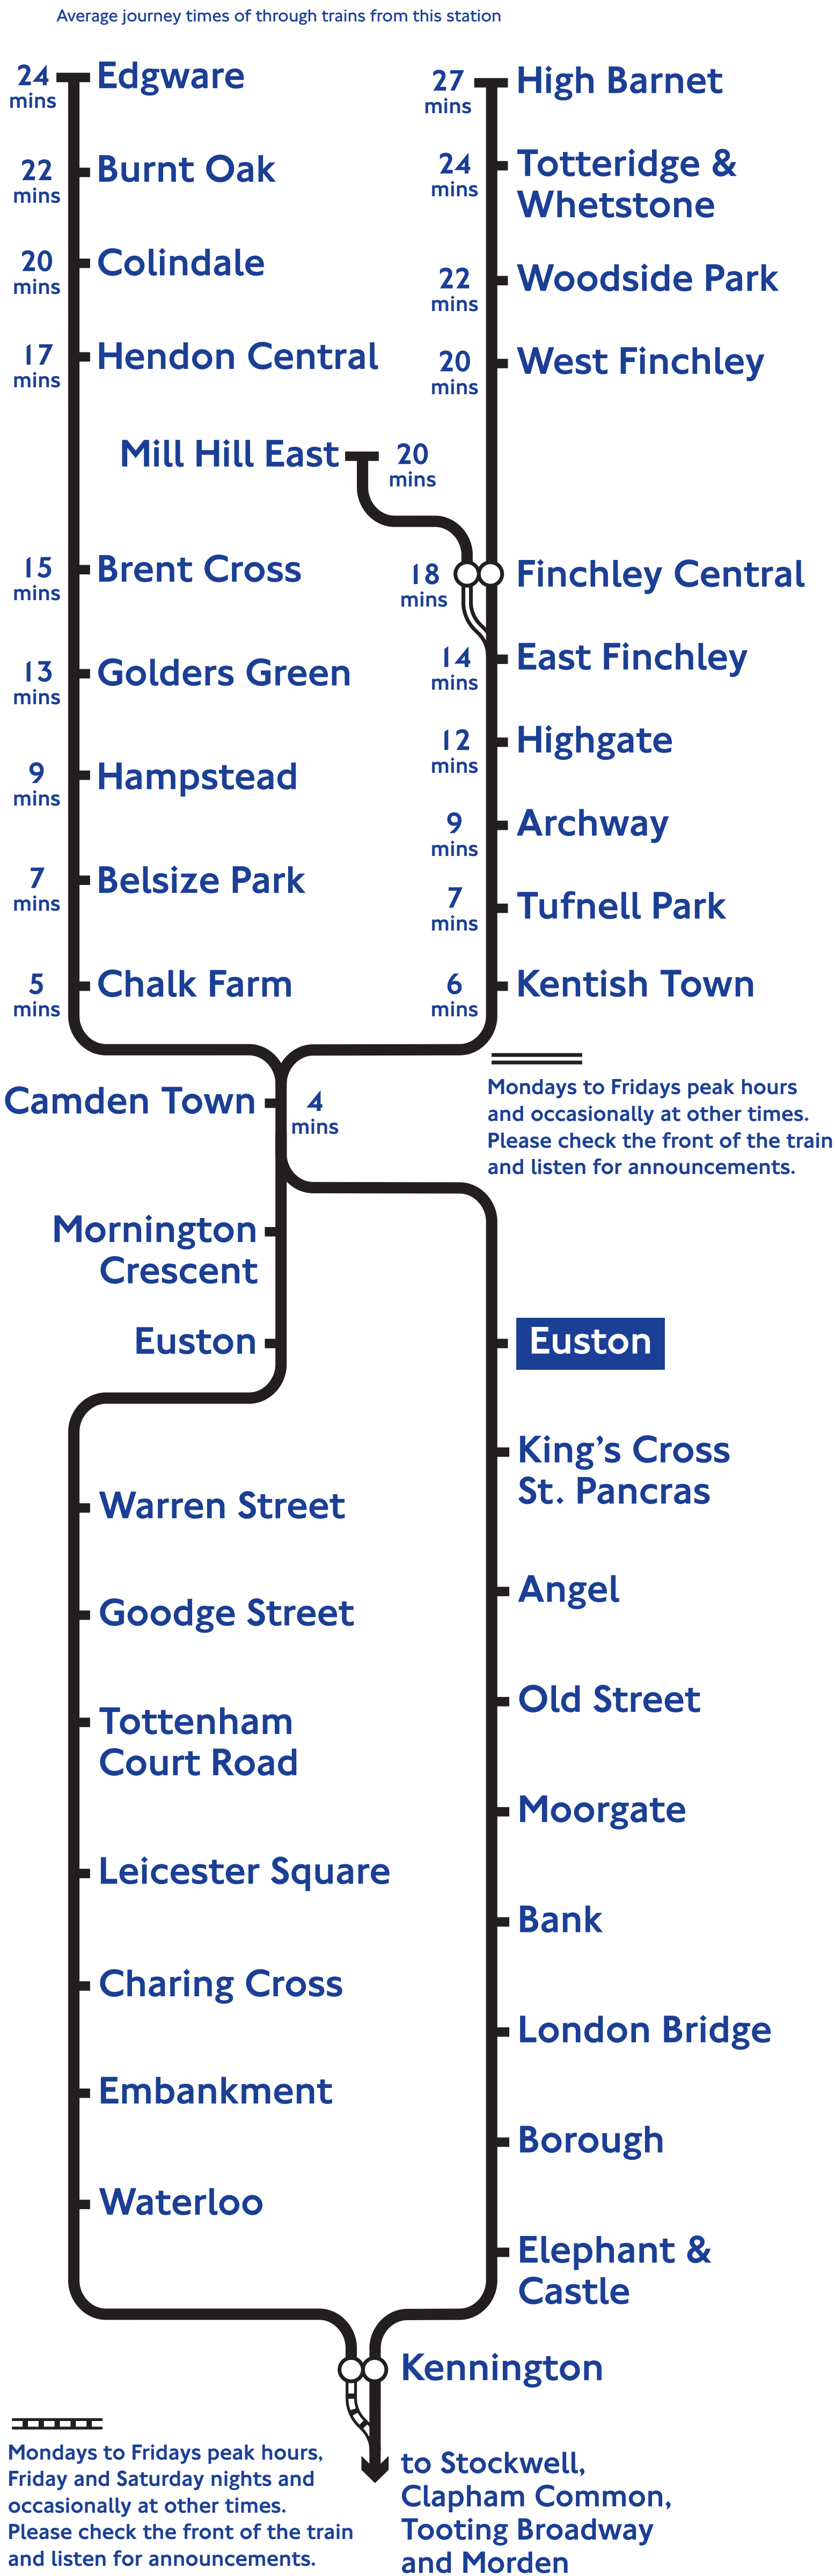 Average journey times of through trains from this station
24
mins
Edgware
22
mins
Burnt Oak
20
mins
Colindale
17
mins
Hendon Central
27
mins
High Barnet
24
mins
Totteridge &
Whetstone
22
mins
Woodside Park
20
mins
West Finchley
Mill Hill East
20
mins
15
mins
Brent Cross
13
mins
Golders Green
9
mins
Hampstead
7
mins
Belsize Park
5
mins
Chalk Farm
18
mins
Finchley Central
14
mins
East Finchley
12
mins
Highgate
9
mins
Archway
7
mins
Tufnell Park
6
mins
Kentish Town
Camden Town
4
mins
Mondays to Fridays peak hours
and occasionally at other times.
Please check the front of the train
and listen for announcements.
Mornington
Crescent
Euston
Warren Street
Goodge Street
Tottenham
Court Road
Leicester Square
Charing Cross
Embankment
Waterloo
Euston
King’s Cross
St. Pancras
Angel
Old Street
Moorgate
Bank
London Bridge
Borough
Elephant &
Castle
Kennington
Mondays to Fridays peak hours,
Friday and Saturday nights and
occasionally at other times.
Please check the front of the train
and listen for announcements.
to Stockwell,
Clapham Common,
Tooting Broadway
and Morden